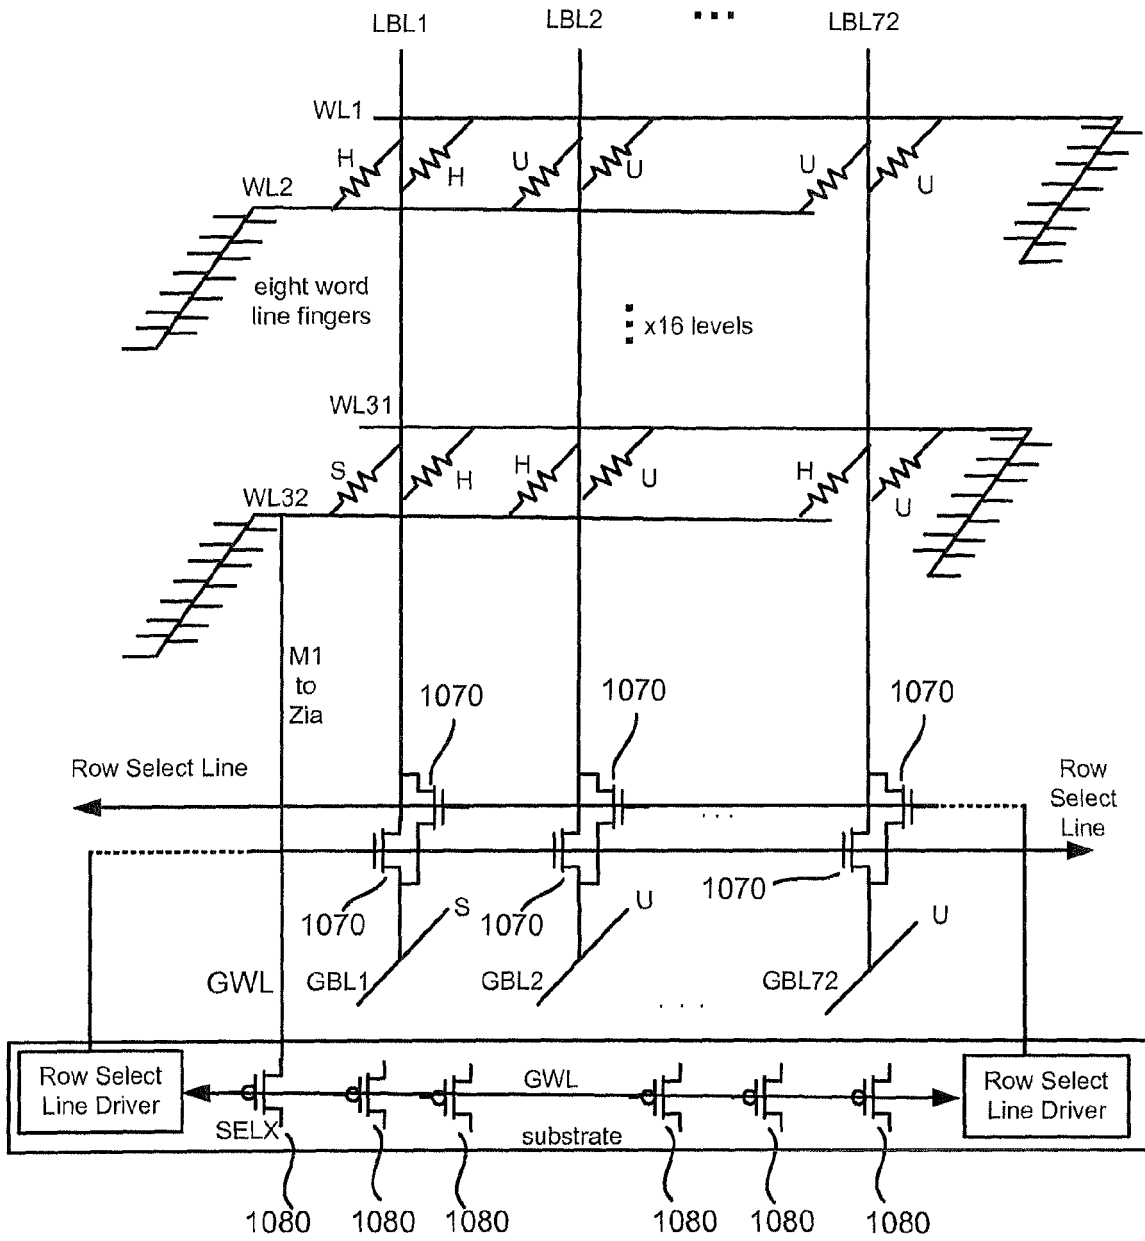 LBL1
LBL2
LBL72
WL1
H
H
U
U
U
U
WL2
eight word
line fingers
x16 levels
WL31
S
H
H
U
H
U
WL32
M1
to
Zia
1070
1070
1070
Row Select Line
Row
Select
Line
...
1070
1070
1070
S
U
U
GWL
GBL1
GBL2
GBL72
...
Row Select
Line Driver
GWL
Row Select
Line Driver
SELX
substrate
1080
1080
1080
1080
1080
1080